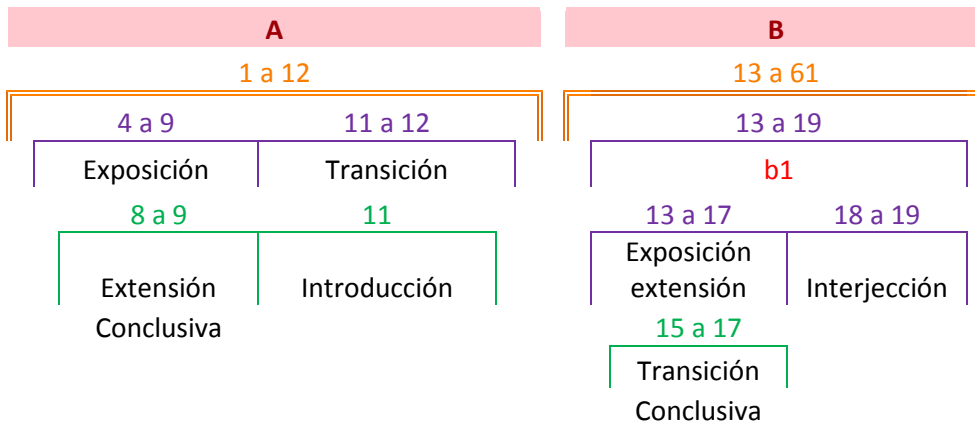 A B
1 a 12 13 a 61
4 a 9 11 a 12 13 a 19
Exposición Transición b1
8 a 9 11 13 a 17 18 a 19
Exposición
Extensión Introducción extensión Interjección
Conclusiva 15 a 17
Transición
Conclusiva